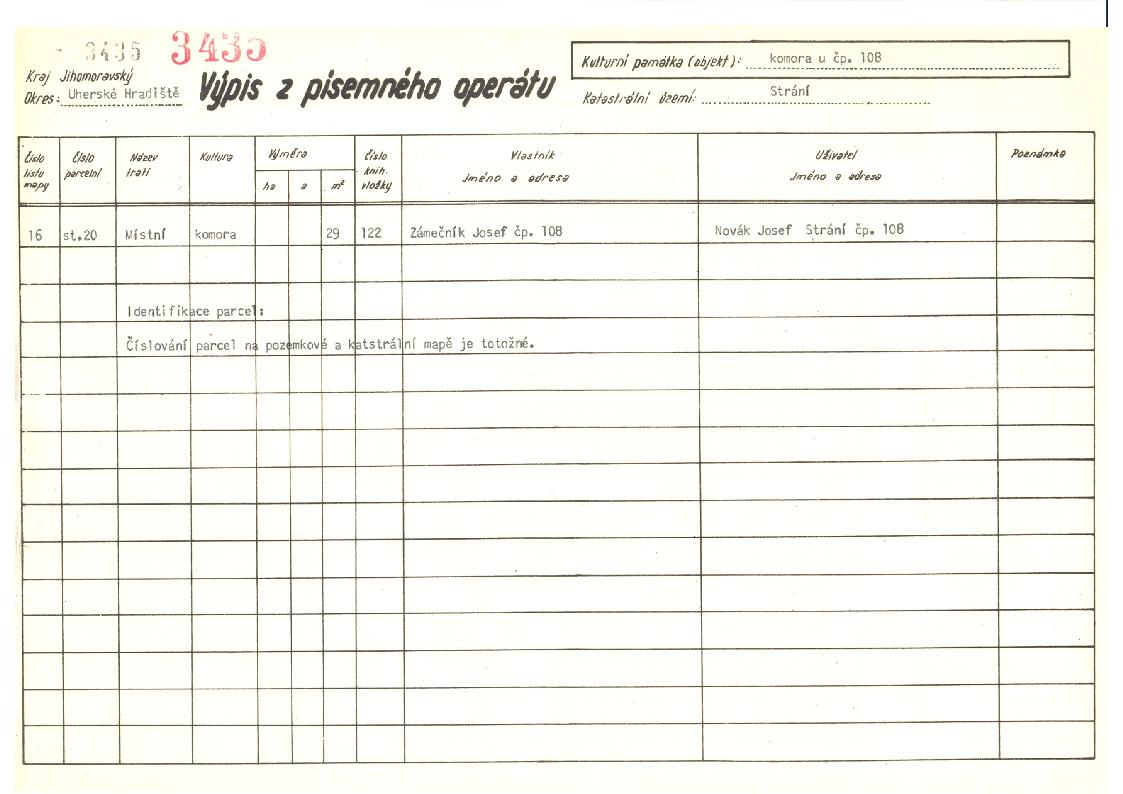 3435 3435
Kraj Jihomoravský
Okres: Uherské Hradiště
Výpis z písemného operátu
Kulturní památka (objekt): komora u čp. 108
Katastrální území: Strání
Číslo listu mapy
Číslo parcelní
Název trati
Kultura
Výměra
ha a m²
Číslo knih. vložky
Vlastník
Jméno a adresa
Uživatel
Jméno a adresa
Poznámka
16 st.20 Místní komora 29 122 Zámečník Josef čp. 108 Novák Josef Strání čp. 108
Identifikace parcel:
Číslování parcel na pozemkové a katstrální mapě je totožné.